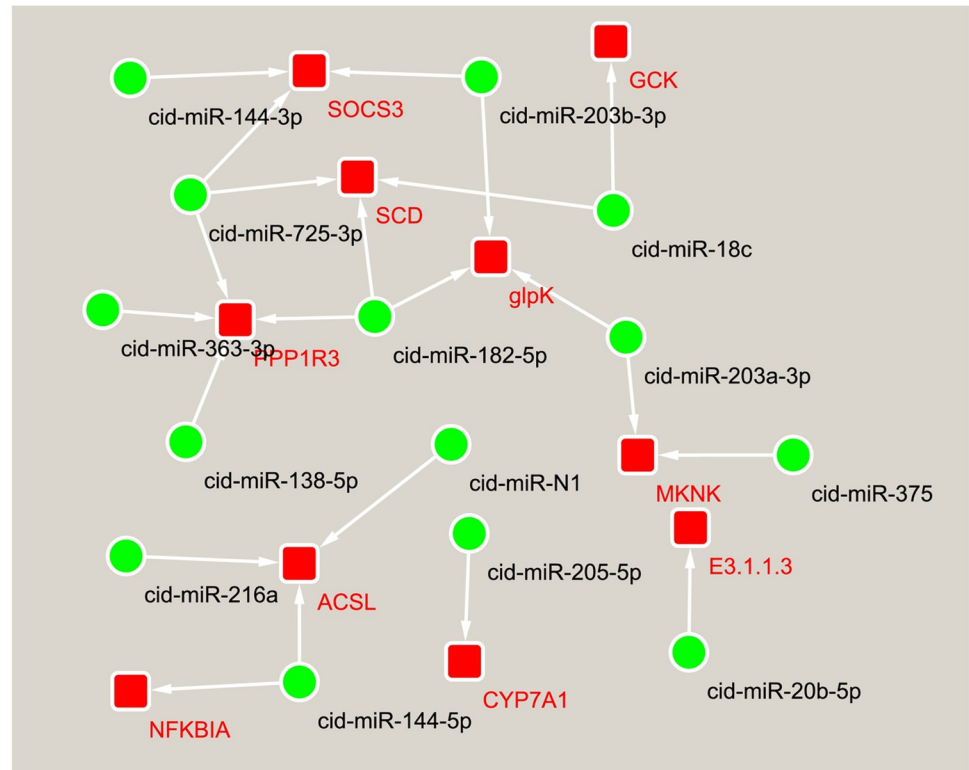 GCK
cid-miR-144-3p
SOCS3
cid-miR-203b-3p
SCD
cid-miR-725-3p
cid-miR-18c
glpK
cid-miR-363-3p
PPP1R3
cid-miR-182-5p
cid-miR-203a-3p
cid-miR-138-5p
cid-miR-N1
MKNK
cid-miR-375
E3.1.1.3
cid-miR-205-5p
cid-miR-216a
ACSL
CYP7A1
cid-miR-20b-5p
cid-miR-144-5p
NFKBIA